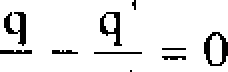 q/ - q'/ = 0